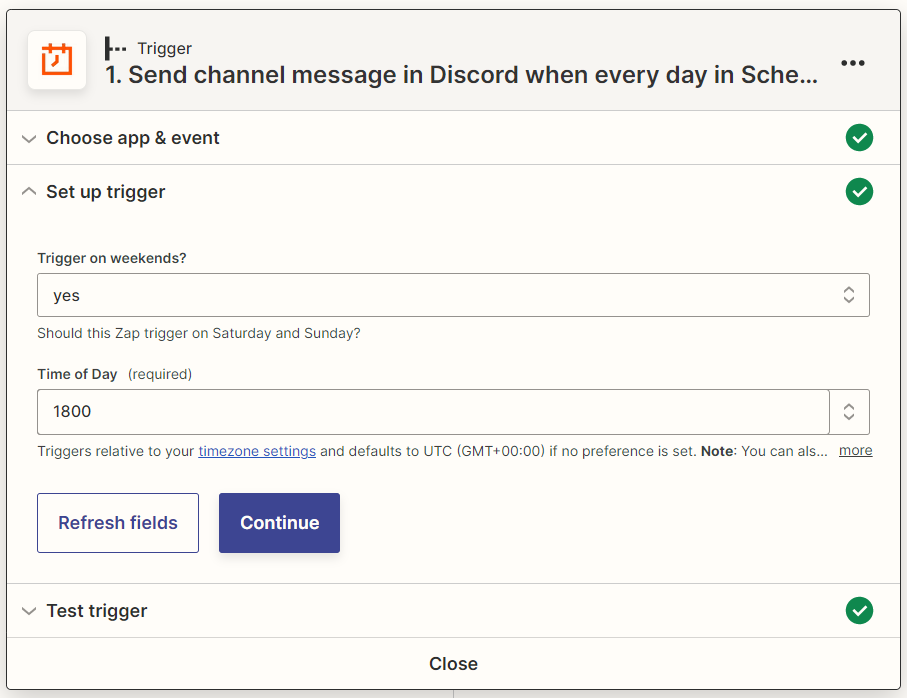 Trigger
1. Send channel message in Discord when every day in Sche...
Choose app & event
Set up trigger
Trigger on weekends?
yes
Should this Zap trigger on Saturday and Sunday?
Time of Day (required)
1800
Triggers relative to your timezone settings and defaults to UTC (GMT+00:00) if no preference is set. Note: You can als... more
Refresh fields Continue
Test trigger
Close